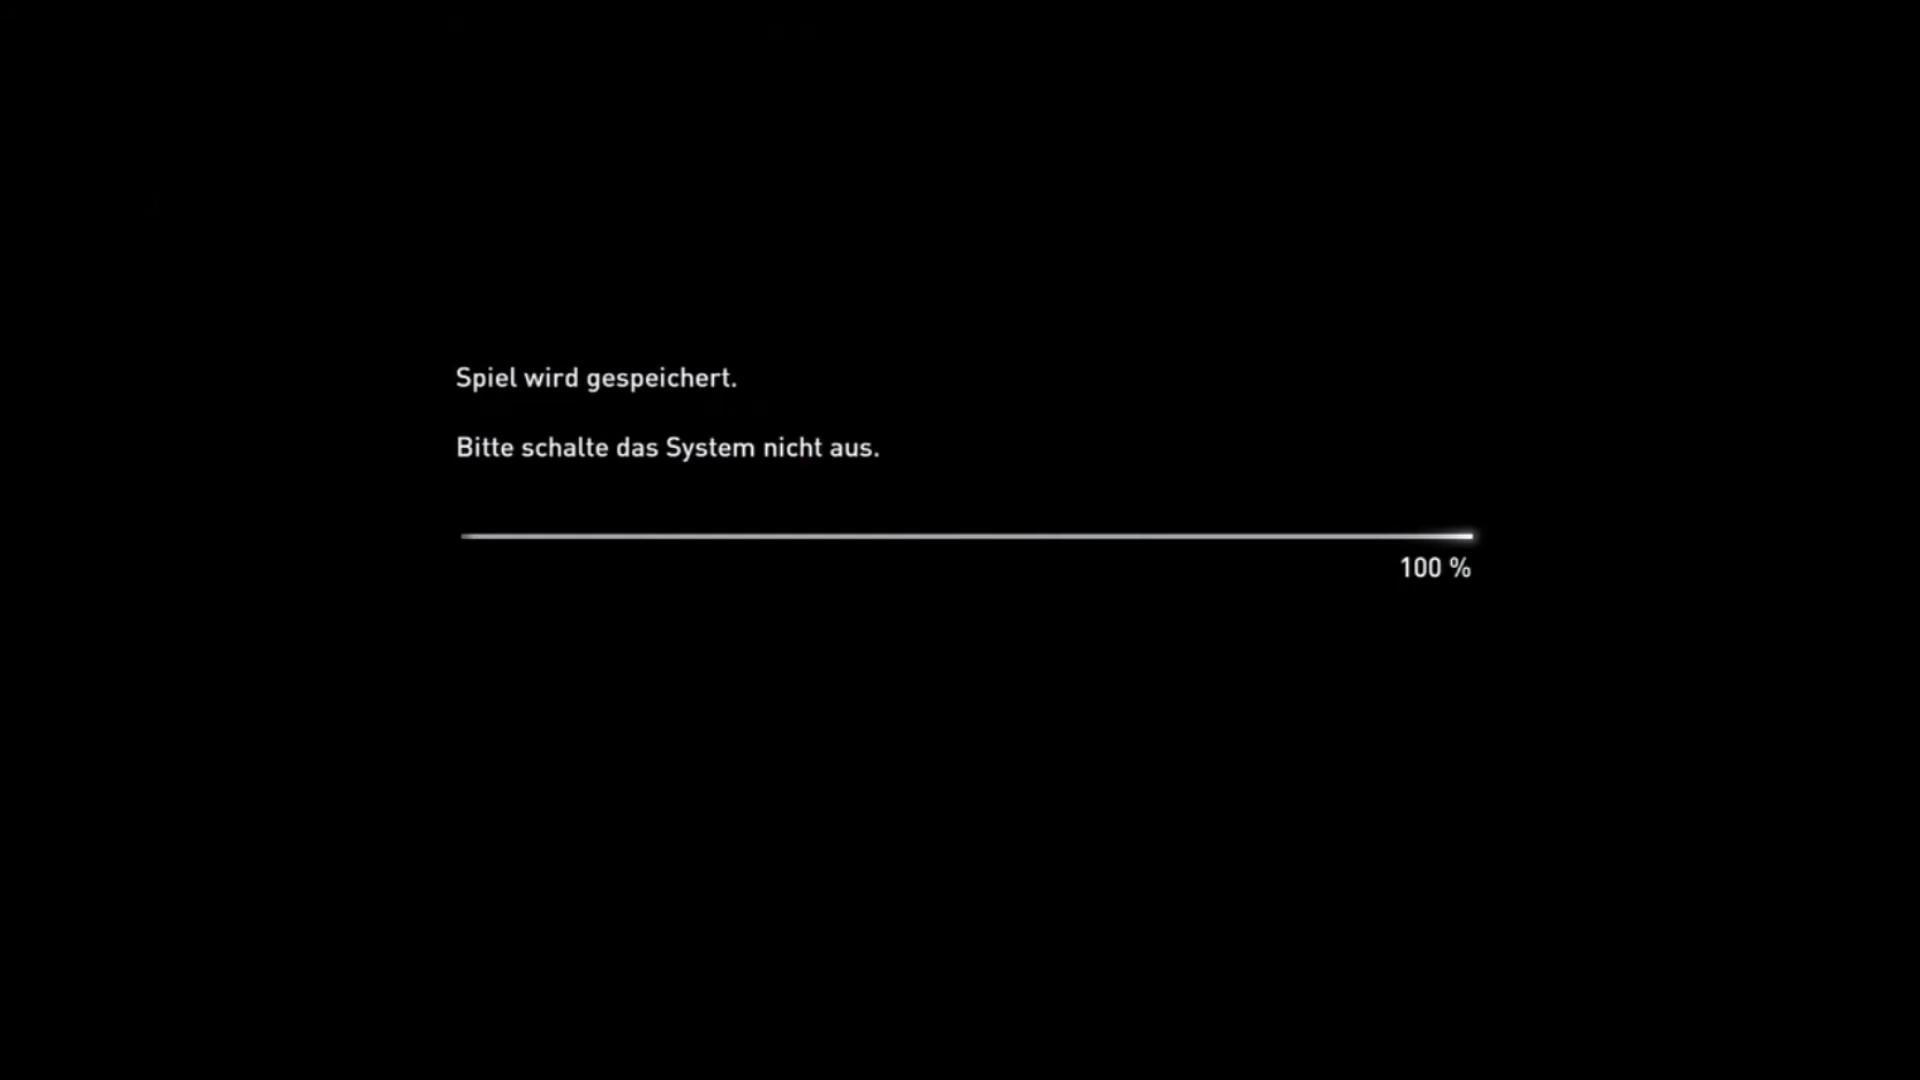 Spiel wird gespeichert.
Bitte schalte das System nicht aus.
100 %